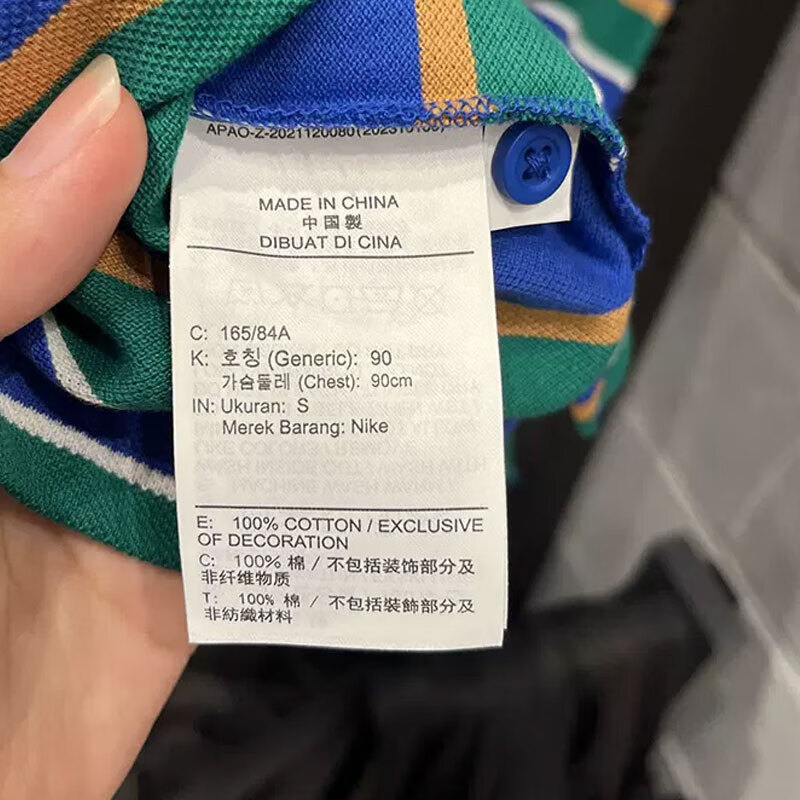 APAO-Z-2021120080(20231010
MADE IN CHINA
中国製
DIBUAT DI CINA
C: 165/84A
K: 호칭 (Generic): 90
가슴둘레 (Chest): 90cm
IN: Ukuran: S
Merek Barang: Nike
E: 100% COTTON / EXCLUSIVE
OF DECORATION
C: 100% 棉 / 不包括装饰部分及
非纤维物质
T: 100% 棉 / 不包括裝飾部分及
非紡織材料